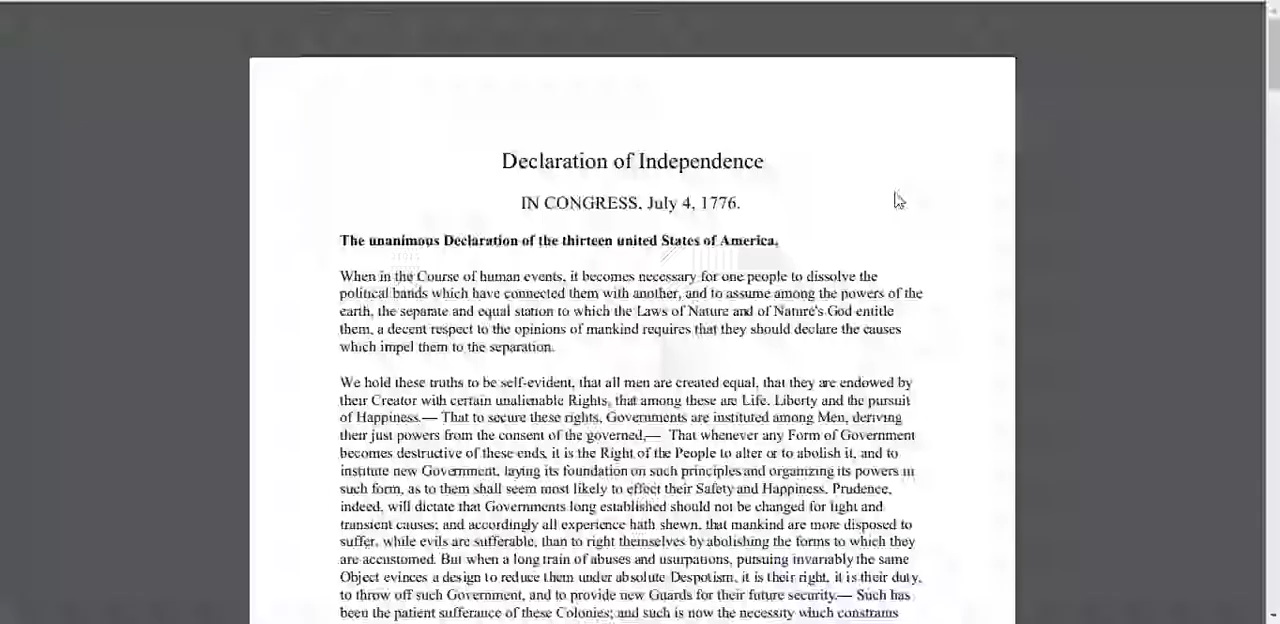 Declaration of Independence
IN CONGRESS, July 4, 1776.
The unanimous Declaration of the thirteen united States of America,
When in the Course of human events, it becomes necessary for one people to dissolve the
political bands which have connected them with another, and to assume among the powers of the
earth, the separate and equal station to which the Laws of Nature and of Nature's God entitle
them, a decent respect to the opinions of mankind requires that they should declare the causes
which impel them to the separation.
We hold these truths to be self-evident, that all men are created equal, that they are endowed by
their Creator with certain unalienable Rights, that among these are Life, Liberty and the pursuit
of Happiness.— That to secure these rights, Governments are instituted among Men, deriving
their just powers from the consent of the governed,— That whenever any Form of Government
becomes destructive of these ends, it is the Right of the People to alter or to abolish it, and to
institute new Government, laying its foundation on such principles and organizing its powers in
such form, as to them shall seem most likely to effect their Safety and Happiness. Prudence,
indeed, will dictate that Governments long established should not be changed for light and
transient causes; and accordingly all experience hath shewn, that mankind are more disposed to
suffer, while evils are sufferable, than to right themselves by abolishing the forms to which they
are accustomed. But when a long train of abuses and usurpations, pursuing invariably the same
Object evinces a design to reduce them under absolute Despotism, it is their right, it is their duty,
to throw off such Government, and to provide new Guards for their future security.— Such has
been the patient sufferance of these Colonies; and such is now the necessity which constrains